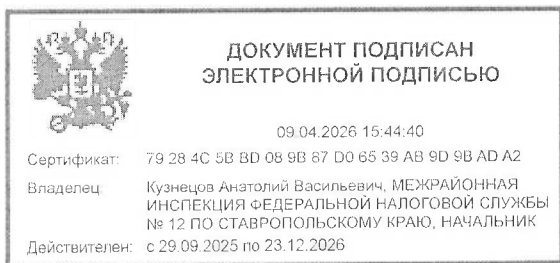 ДОКУМЕНТ ПОДПИСАН
ЭЛЕКТРОННОЙ ПОДПИСЬЮ
09.04.2026 15:44:40
Сертификат: 79 28 4C 5B BD 08 9B 87 D0 65 39 AB 9D 9B AD A2
Владелец: Кузнецов Анатолий Васильевич, МЕЖРАЙОННАЯ
ИНСПЕКЦИЯ ФЕДЕРАЛЬНОЙ НАЛОГОВОЙ СЛУЖБЫ
№ 12 ПО СТАВРОПОЛЬСКОМУ КРАЮ, НАЧАЛЬНИК
Действителен: с 29.09.2025 по 23.12.2026